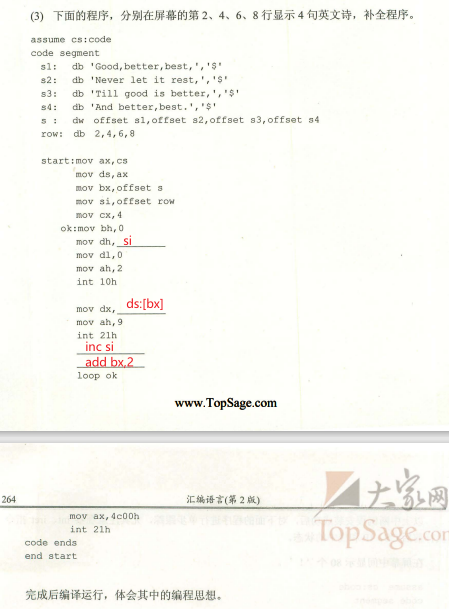 (3) 下面的程序，分别在屏幕的第 2、4、6、8 行显示 4 句英文诗，补全程序。
assume cs:code
code segment
s1: db 'Good,better,best,','$'
s2: db 'Never let it rest,','$'
s3: db 'Till good is better,','$'
s4: db 'And better,best.','$'
s : dw offset s1,offset s2,offset s3,offset s4
row: db 2,4,6,8
start:mov ax,cs
mov ds,ax
mov bx,offset s
mov si,offset row
mov cx,4
ok:mov bh,0
mov dh, si
mov dl,0
mov ah,2
int 10h
mov dx, ds:[bx]
mov ah,9
int 21h
inc si
add bx,2
loop ok
www.TopSage.com
264 汇编语言(第 2 版)
大家网
TopSage.com
mov ax,4c00h
int 21h
code ends
end start
完成后编译运行，体会其中的编程思想。